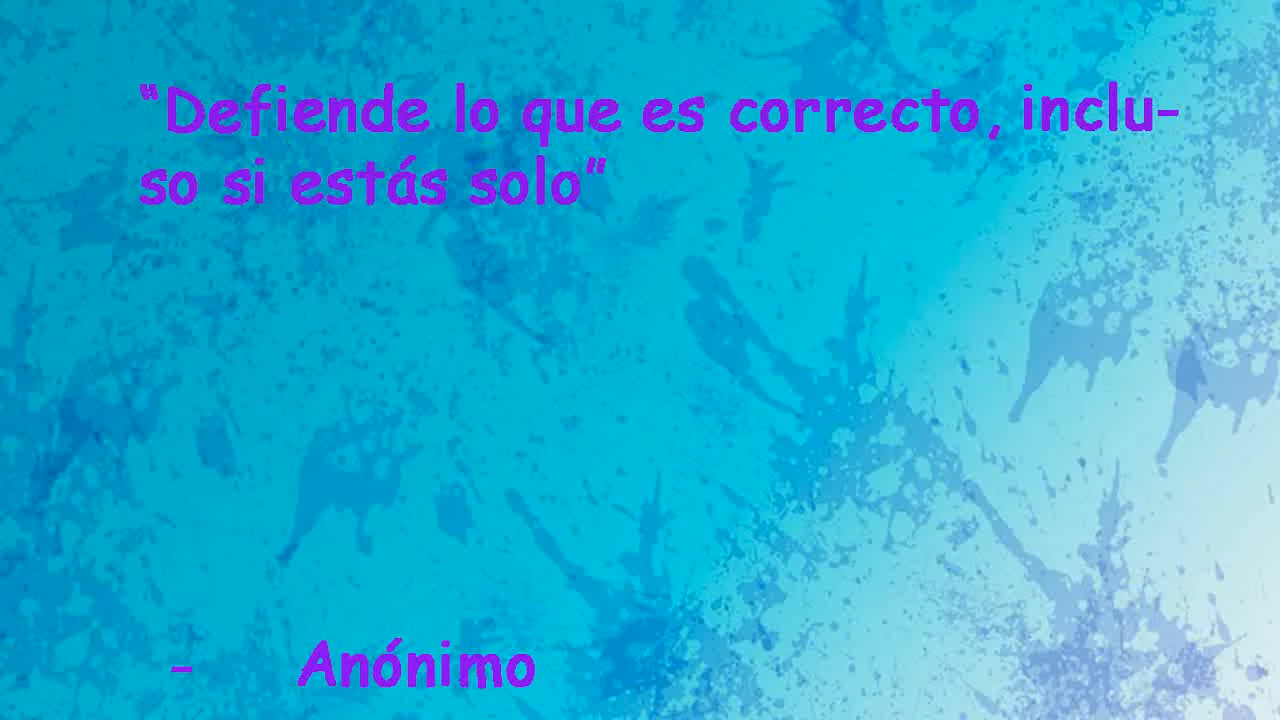 “Defiende lo que es correcto, inclu-
so si estás solo”
- Anónimo